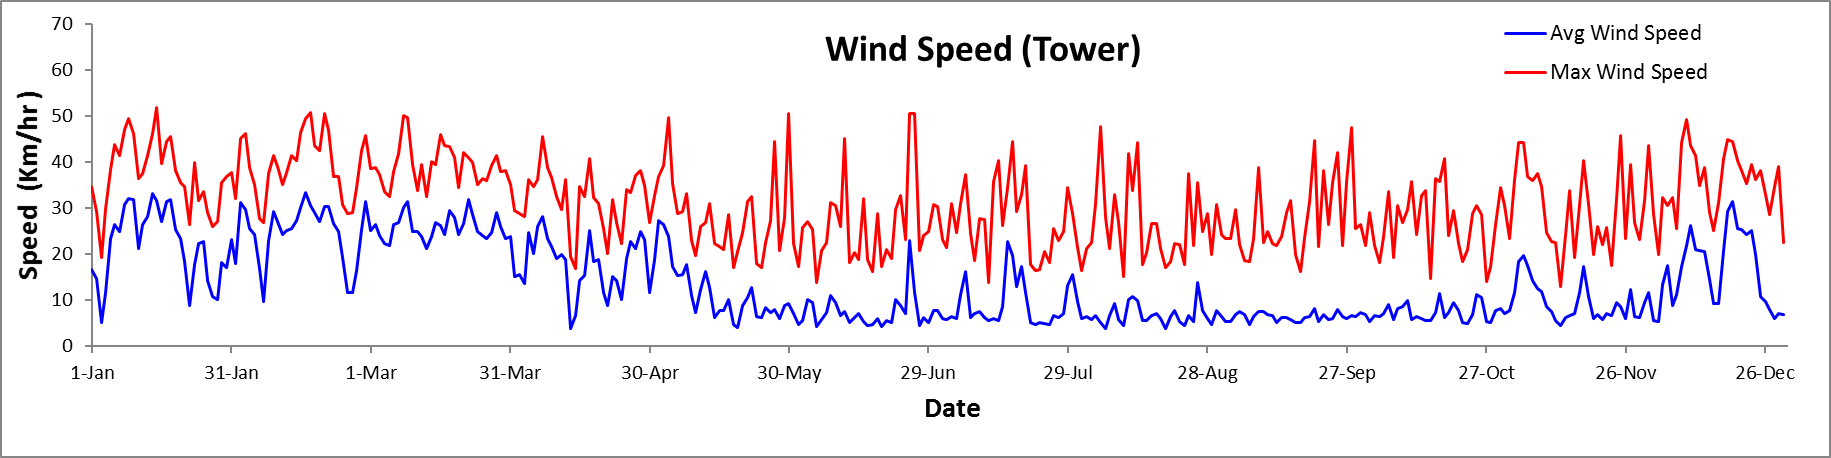 Wind Speed (Tower)
Avg Wind Speed
Max Wind Speed
Speed (Km/hr )
70
60
50
40
30
20
10
0
1-Jan 31-Jan 1-Mar 31-Mar 30-Apr 30-May 29-Jun 29-Jul 28-Aug 27-Sep 27-Oct 26-Nov 26-Dec
Date